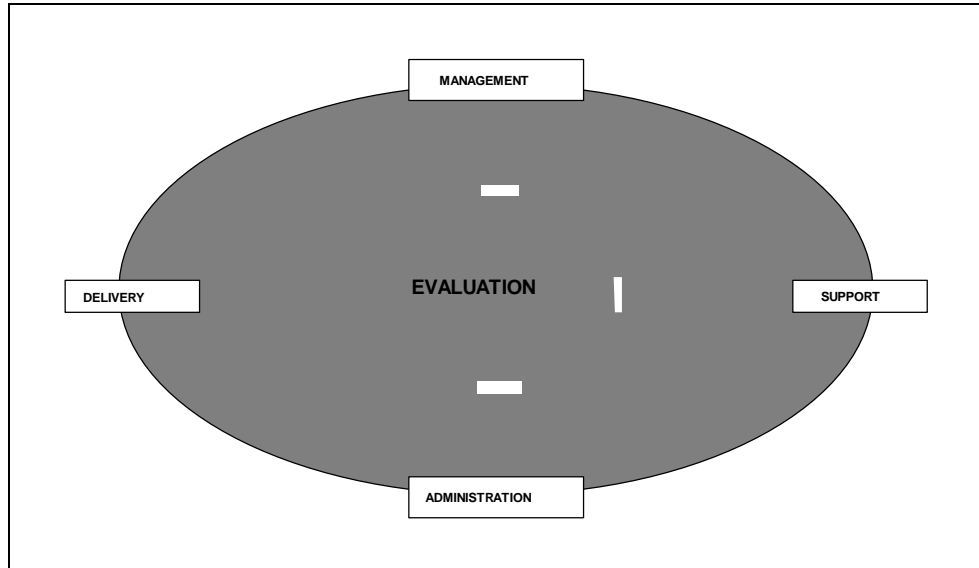 MANAGEMENT
EVALUATION
DELIVERY
SUPPORT
ADMINISTRATION